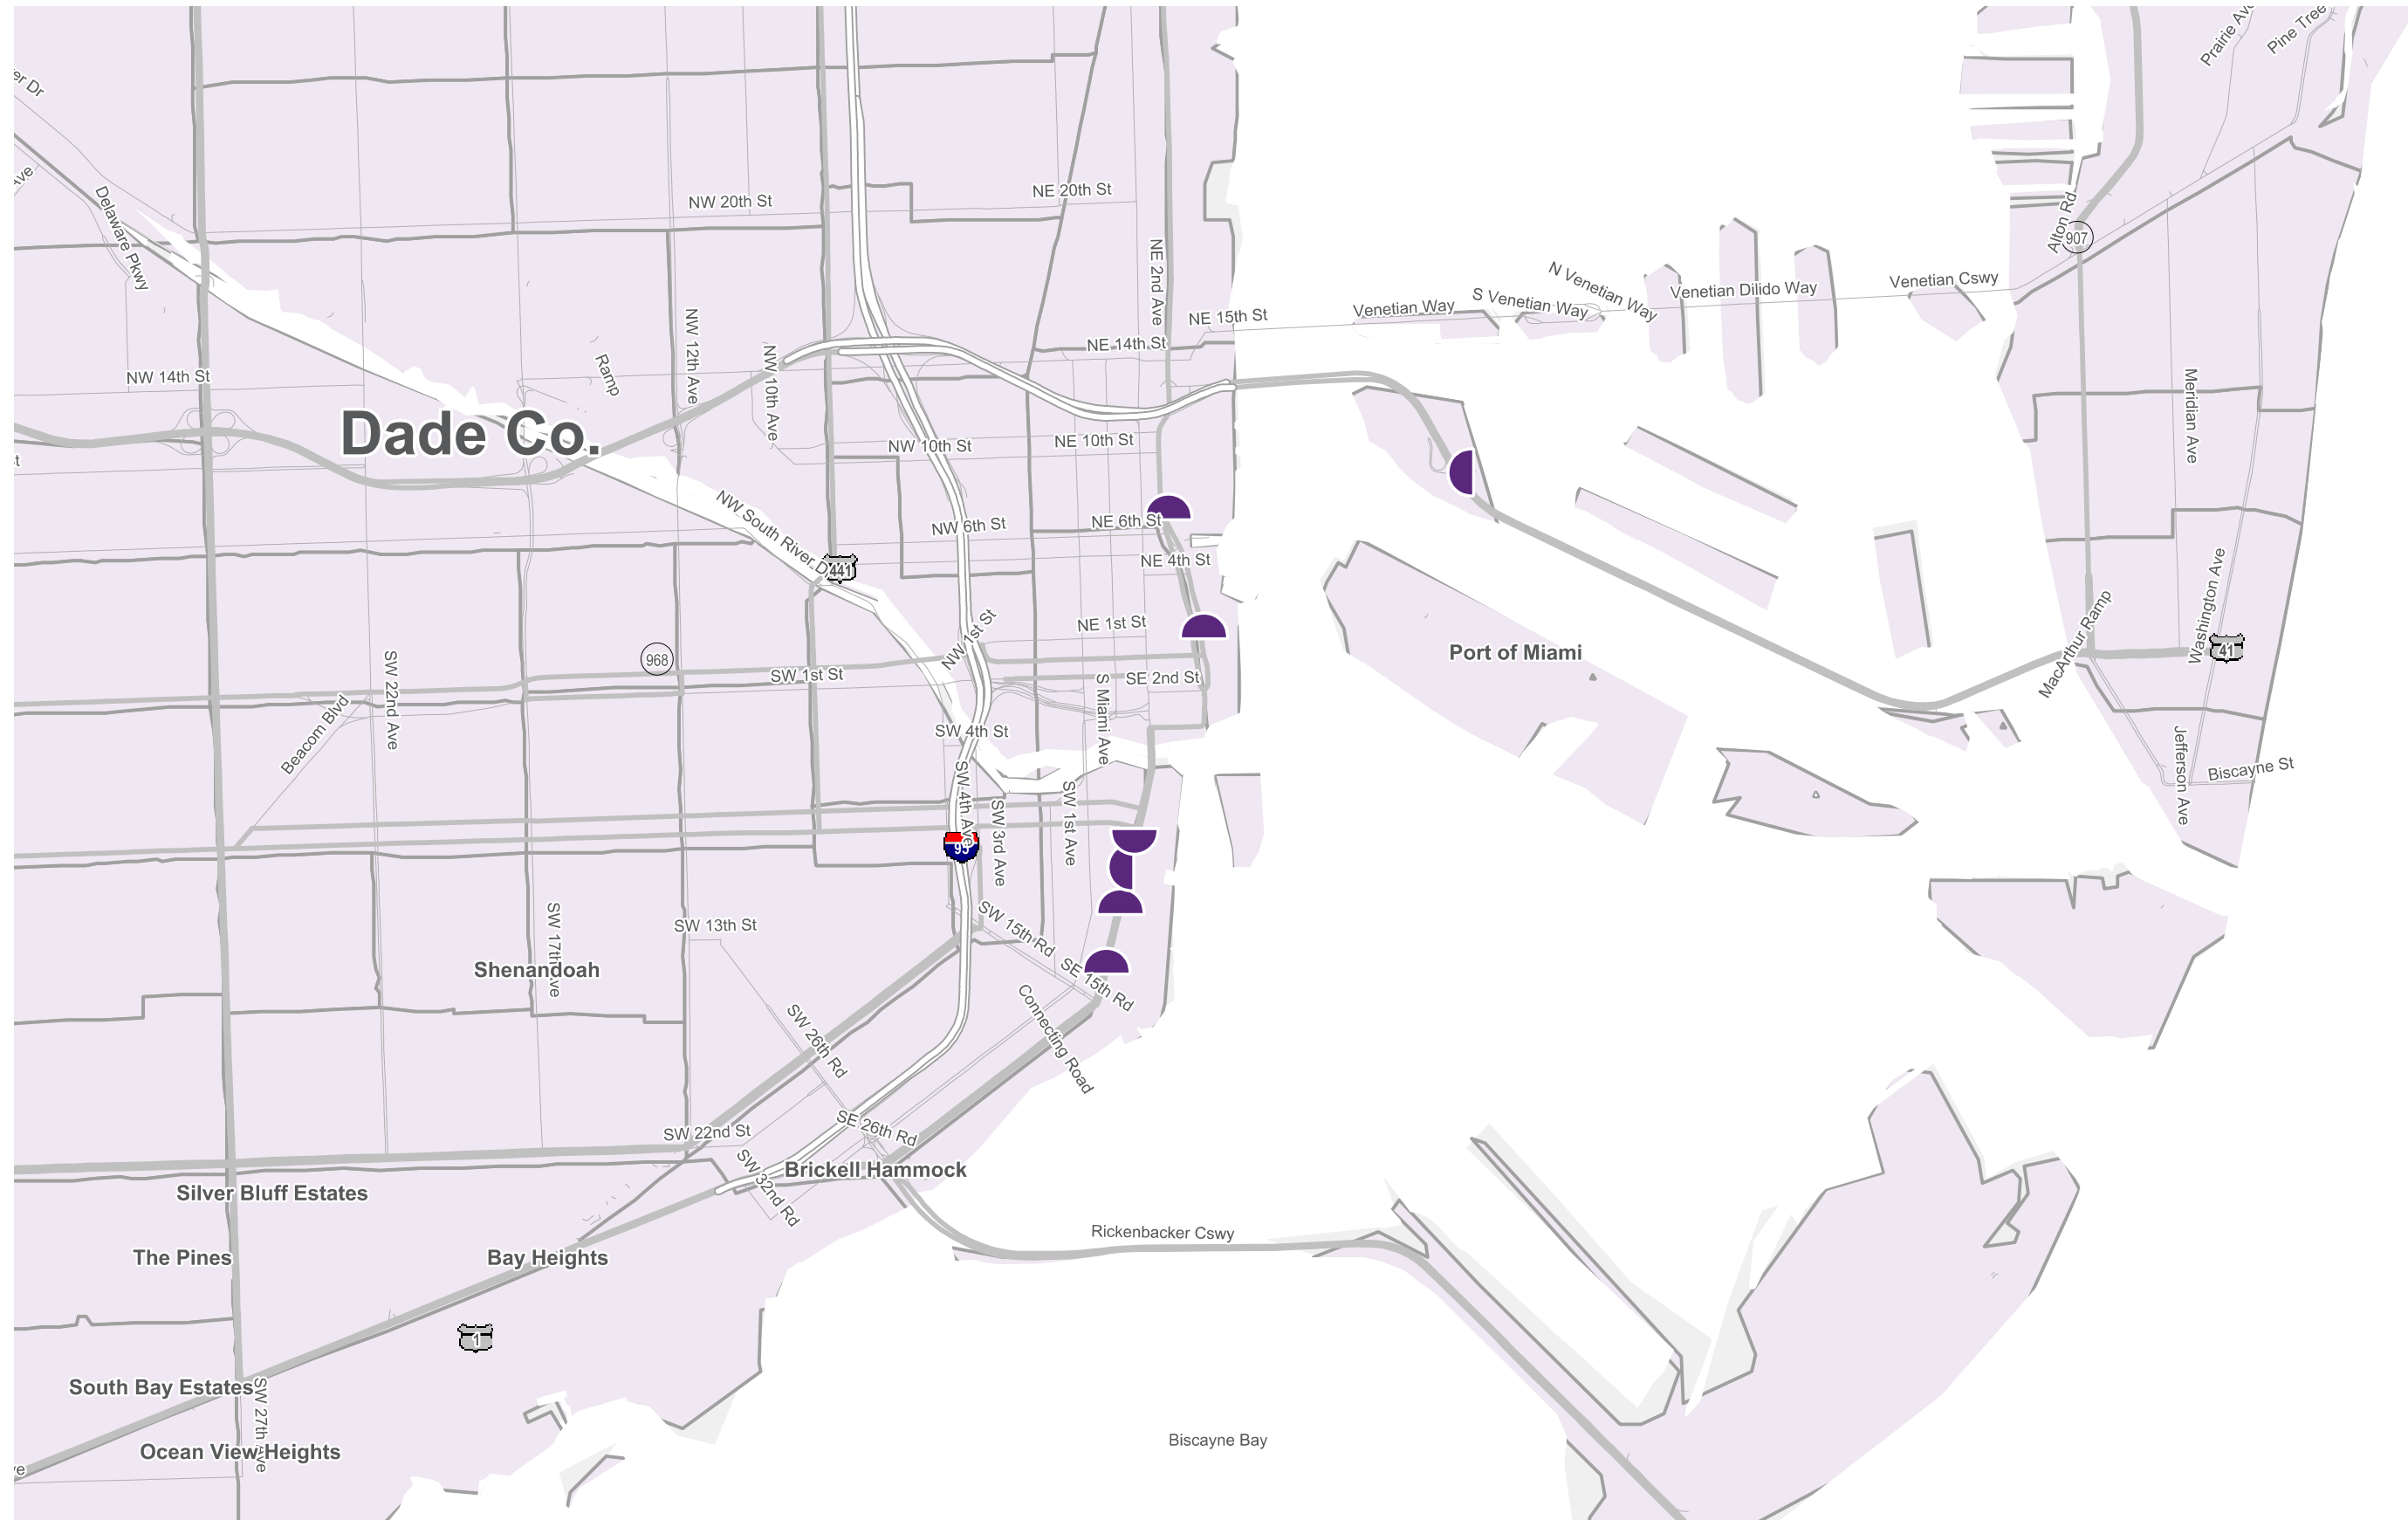 Prairie Ave
Pine Tree
er Dr
Ave
Delaware Pkwy
NW 20th St
NE 20th St
Alton Rd
907
NE 2nd Ave
N Venetian Way
S Venetian Way
Venetian Way
Venetian Dilido Way
Venetian Cswy
NE 15th St
NE 14th St
NW 12th Ave
NW 10th Ave
Ramp
NW 14th St
Meridian Ave
Dade Co.
NW 10th St
NE 10th St
st
NW South River D
441
NW 6th St
NE 6th St
NE 4th St
Washington Ave
MacArthur Ramp
41
NW 1st St
NE 1st St
Port of Miami
968
SW 1st St
SE 2nd St
SW 22nd Ave
Beacom Blvd
S Miami Ave
SW 4th St
Jefferson Ave
Biscayne St
SW 4th Ave
SW 3rd Ave
SW 1st Ave
95
SW 17th Ave
SW 13th St
SW 15th Rd
SE 15th Rd
Shenandoah
Connecting Road
SW 26th Rd
SE 26th Rd
SW 22nd St
Brickell Hammock
SW 32nd Rd
Silver Bluff Estates
The Pines
Bay Heights
Rickenbacker Cswy
1
South Bay Estates
SW 27th Ave
Ocean View Heights
Biscayne Bay
ve